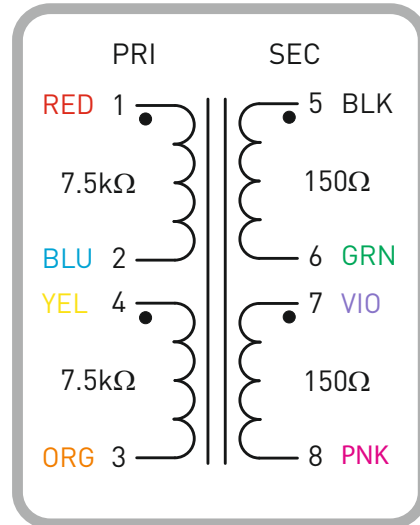 PRI SEC
RED 1 5 BLK
7.5kΩ 150Ω
BLU 2 6 GRN
YEL 4 7 VIO
7.5kΩ 150Ω
ORG 3 8 PNK